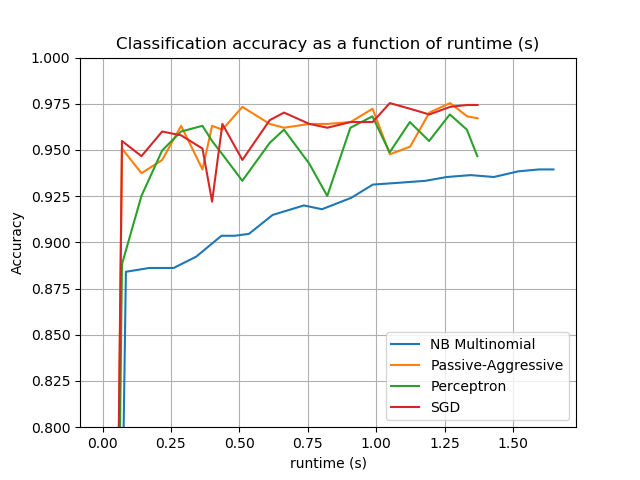 Classification accuracy as a function of runtime (s)
1.000
0.975
0.950
0.925
0.900
0.875
0.850
0.825
0.800
Accuracy
NB Multinomial
Passive-Aggressive
Perceptron
SGD
0.00 0.25 0.50 0.75 1.00 1.25 1.50
runtime (s)